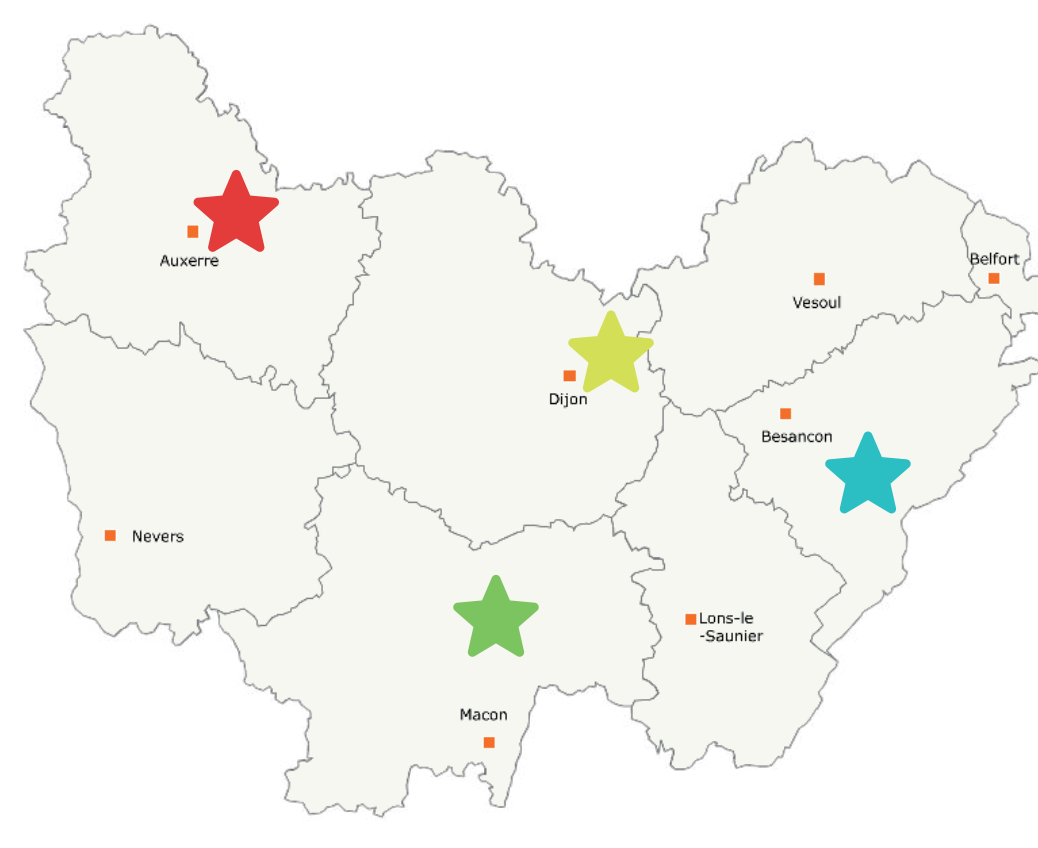 Auxerre
Belfort
Vesoul
Dijon
Besancon
Nevers
Lons-le
-Saunier
Macon